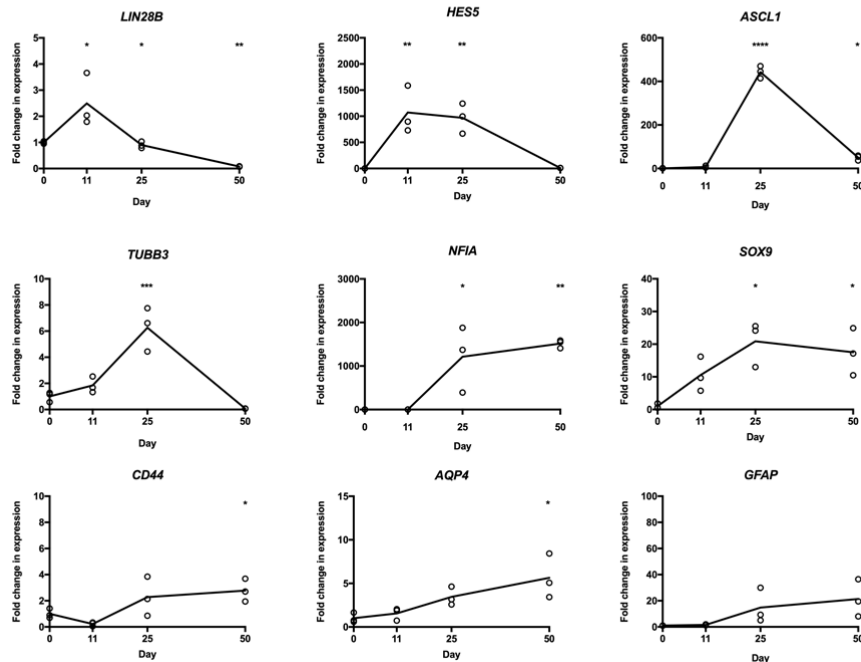 LIN28B
Fold change in expression
5
4
3
2
1
0
* * **
0 11 25 50
Day
HES5
Fold change in expression
2500
2000
1500
1000
500
0
** **
0 11 25 50
Day
ASCL1
Fold change in expression
600
400
200
0
**** *
0 11 25 50
Day
TUBB3
Fold change in expression
10
8
6
4
2
0
***
0 11 25 50
Day
NFIA
Fold change in expression
3000
2000
1000
0
* **
0 11 25 50
Day
SOX9
Fold change in expression
40
30
20
10
0
* *
0 11 25 50
Day
CD44
Fold change in expression
10
8
6
4
2
0
*
0 11 25 50
Day
AQP4
Fold change in expression
15
10
5
0
*
0 11 25 50
Day
GFAP
Fold change in expression
100
80
60
40
20
0
0 11 25 50
Day